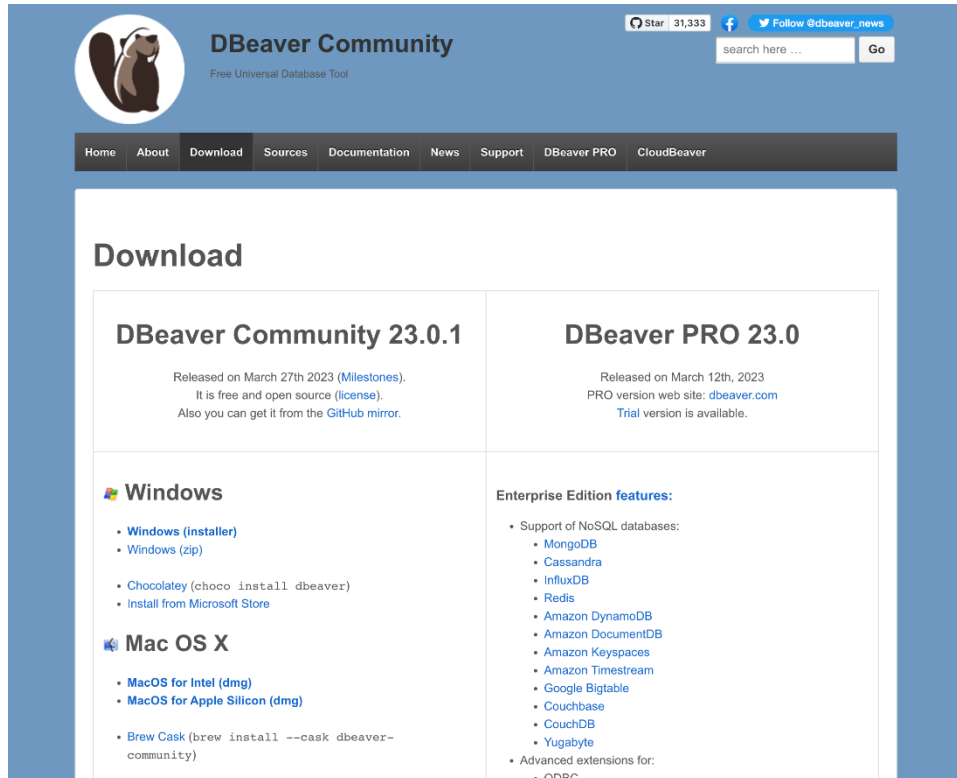 DBeaver Community
Free Universal Database Tool
Star 31,333
Follow @dbeaver_news
search here ...
Go
Home About Download Sources Documentation News Support DBeaver PRO CloudBeaver
Download
DBeaver Community 23.0.1
Released on March 27th 2023 (Milestones).
It is free and open source (license).
Also you can get it from the GitHub mirror.
DBeaver PRO 23.0
Released on March 12th, 2023
PRO version web site: dbeaver.com
Trial version is available.
Windows
• Windows (installer)
• Windows (zip)
• Chocolatey (choco install dbeaver)
• Install from Microsoft Store
Mac OS X
• MacOS for Intel (dmg)
• MacOS for Apple Silicon (dmg)
• Brew Cask (brew install --cask dbeaver-
community)
Enterprise Edition features:
• Support of NoSQL databases:
• MongoDB
• Cassandra
• InfluxDB
• Redis
• Amazon DynamoDB
• Amazon DocumentDB
• Amazon Keyspaces
• Amazon Timestream
• Google Bigtable
• Couchbase
• CouchDB
• Yugabyte
• Advanced extensions for:
• ODBC